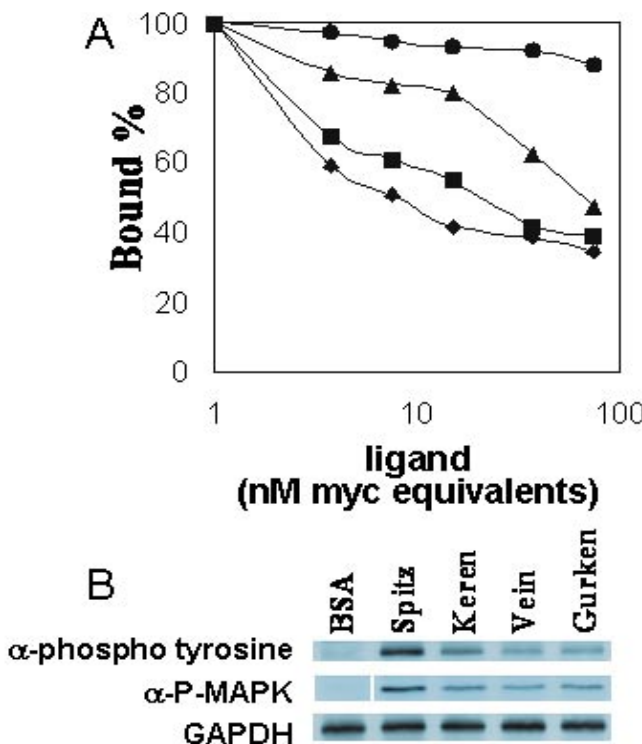 A
Bound %
100
80
60
40
20
0
1 10 100
ligand
(nM myc equivalents)
B
BSA Spitz Keren Vein Gurken
α-phospho tyrosine
α-P-MAPK
GAPDH